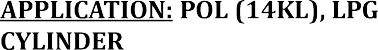 APPLICATION: POL (14KL), LPG
CYLINDER